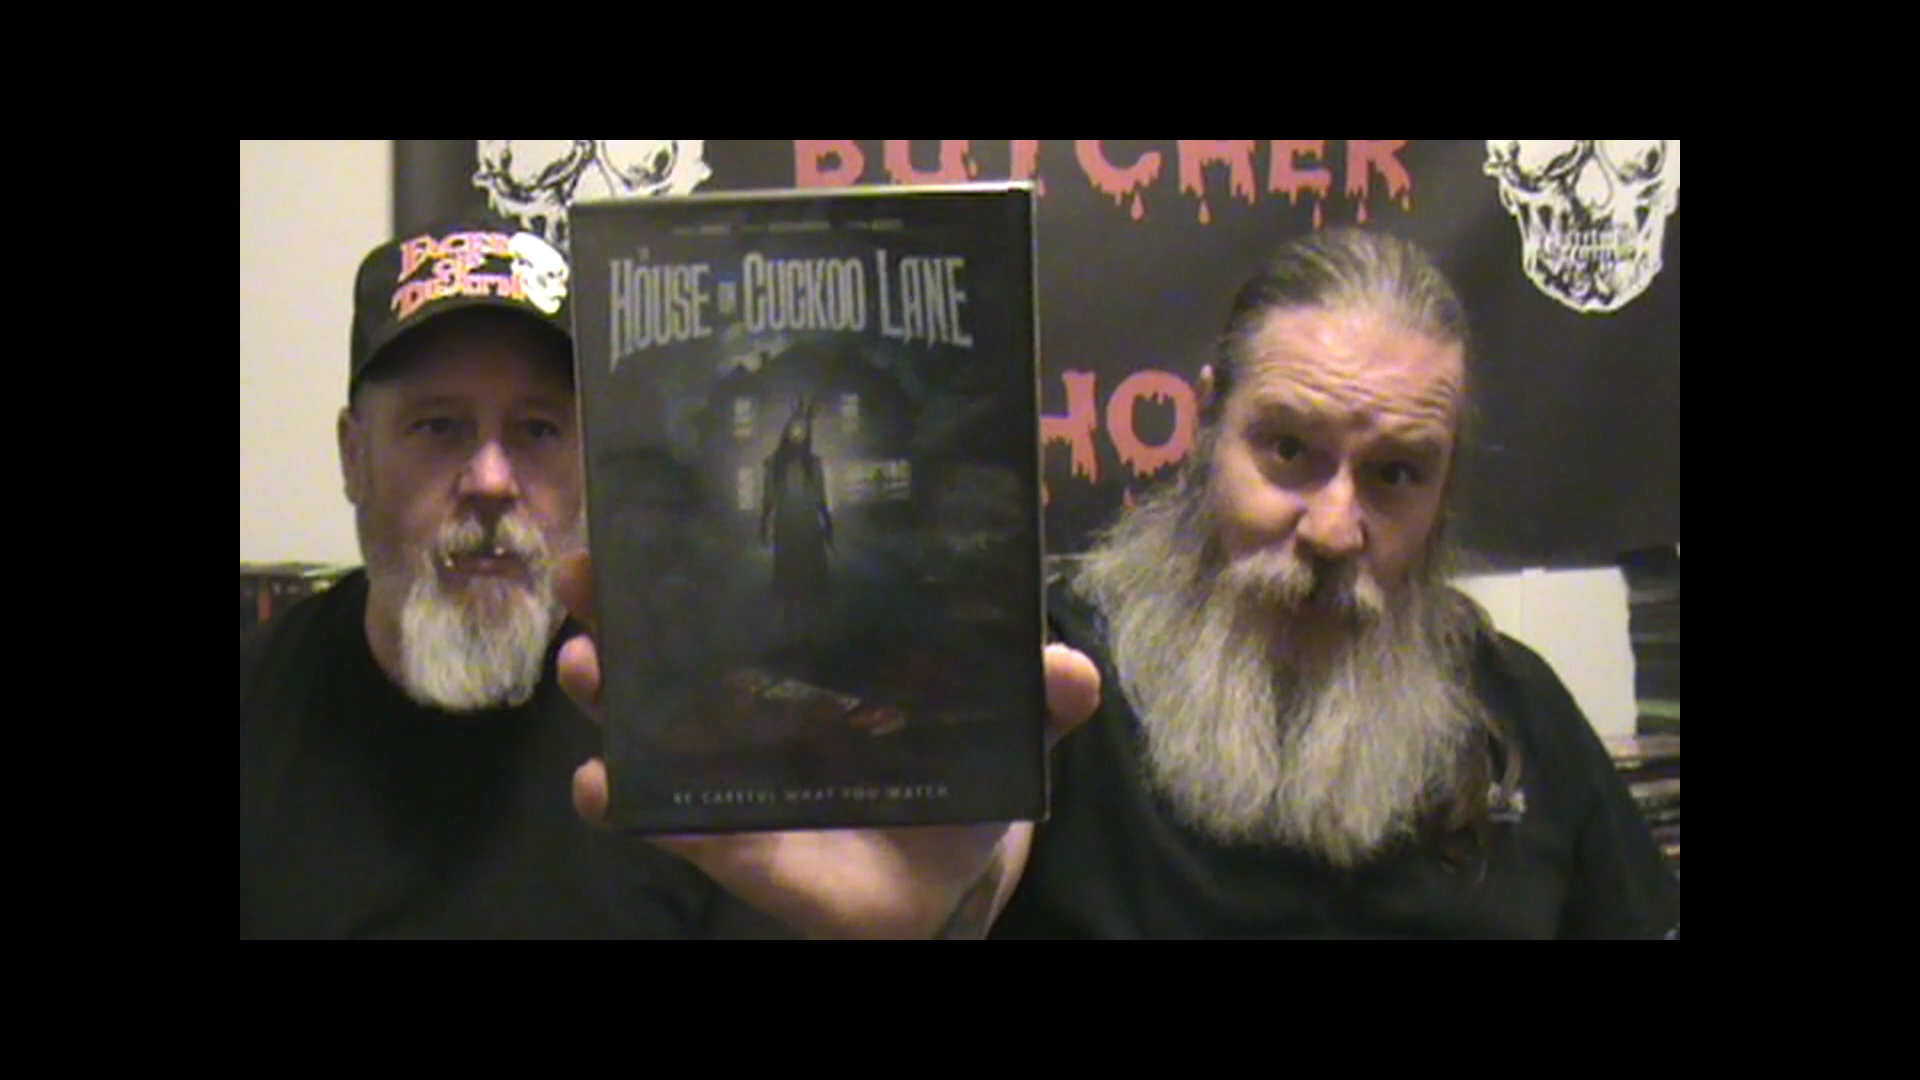 BUTCHER
FACES
OF
DEATH
HOUSE ON CUCKOO LANE
HO
BE CAREFUL WHAT YOU WATCH